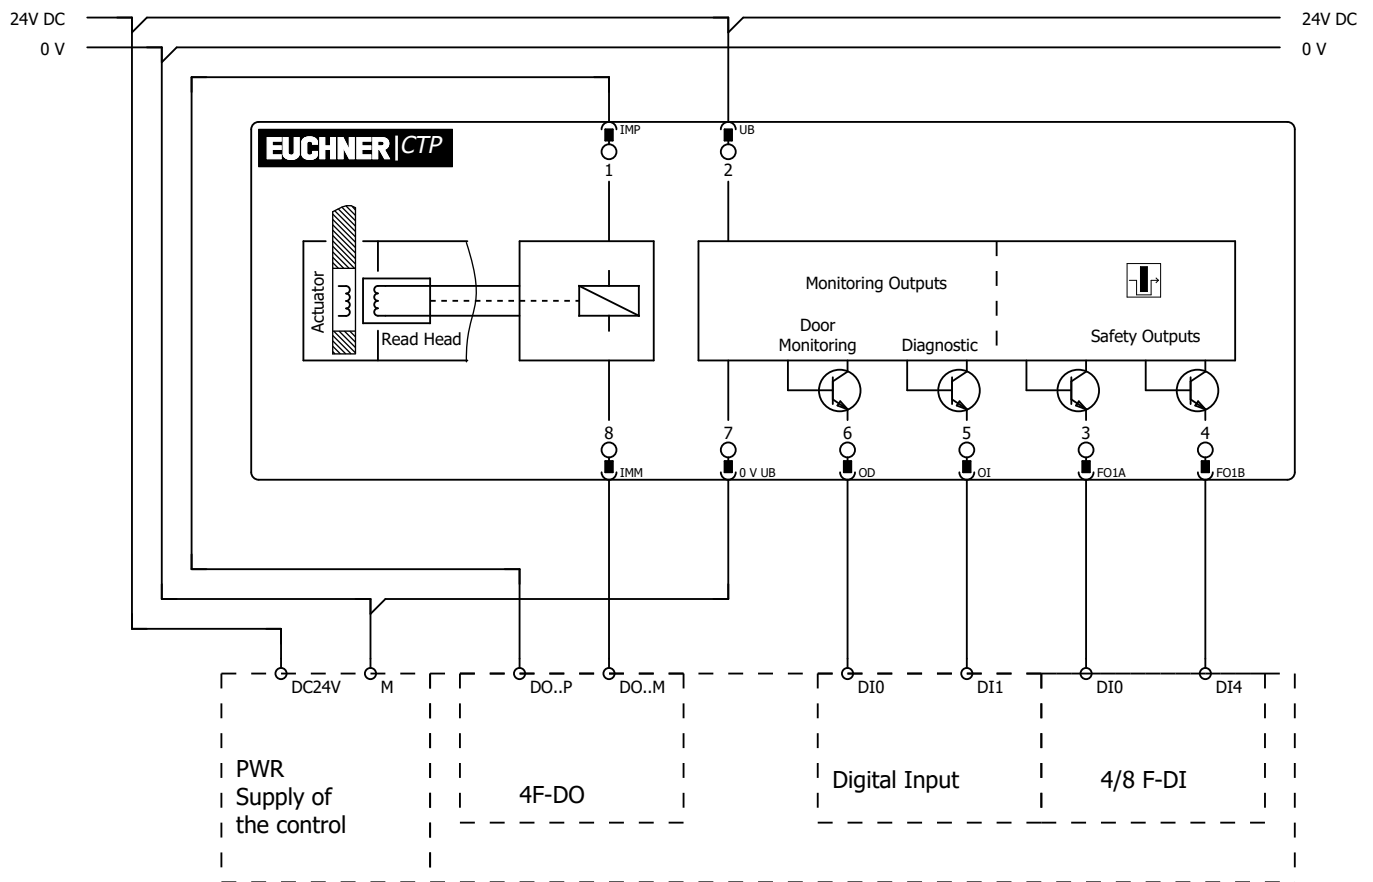 24V DC
24V DC
0 V
0 V
IMP
UB
EUCHNER CTP
1
2
Actuator
Read Head
Monitoring Outputs
Door
Monitoring
Diagnostic
Safety Outputs
8
7
6
5
3
4
IMM
0 V UB
OD
OI
FO1A
FO1B
DC24V
M
DO..P
DO..M
DI0
DI1
DI0
DI4
PWR
Supply of
the control
4F-DO
Digital Input
4/8 F-DI